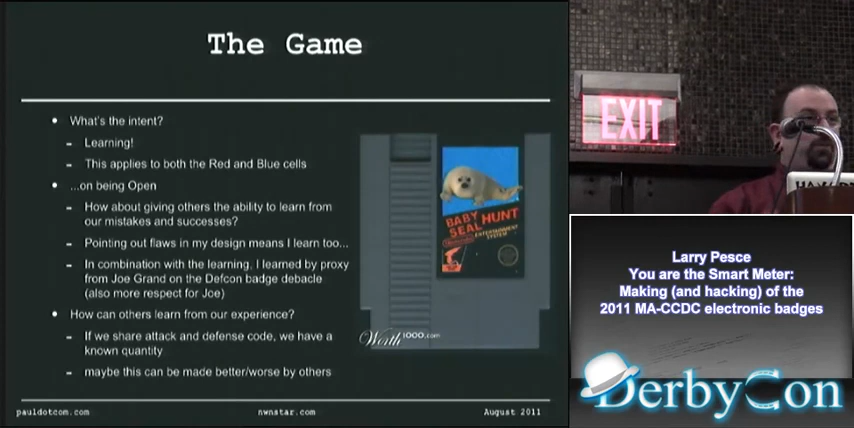 The Game
• What's the intent?
– Learning!
– This applies to both the Red and Blue cells
• ...on being Open
– How about giving others the ability to learn from
our mistakes and successes?
– Pointing out flaws in my design means I learn too...
– In combination with the learning, I learned by proxy
from Joe Grand on the Defcon badge debacle
(also more respect for Joe)
• How can others learn from our experience?
– If we share attack and defense code, we have a
known quantity
– maybe this can be made better/worse by others
BABY
SEAL HUNT
Nintendo
ENTERTAINMENT
SYSTEM
Worth1000.com
pauldotcom.com
nwnstar.com
August 2011
EXIT
Larry Pesce
You are the Smart Meter:
Making (and hacking) of the
2011 MA-CCDC electronic badges
DerbyCon